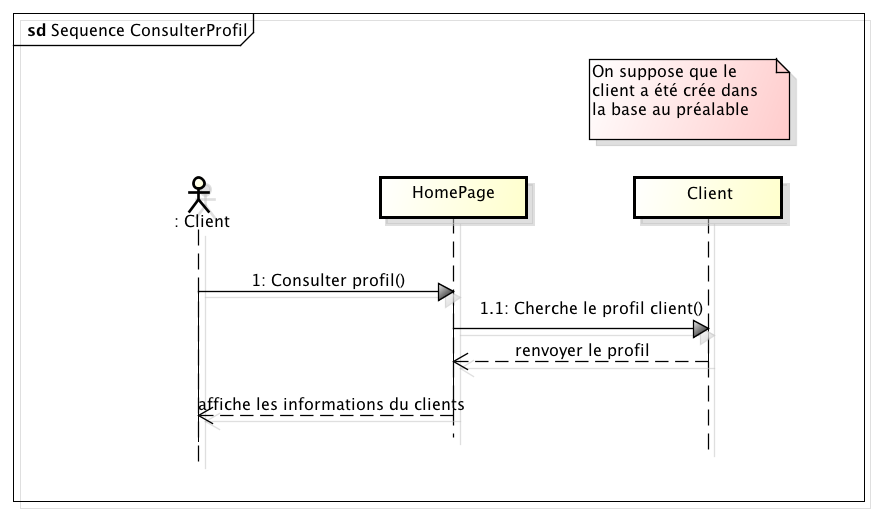 sd Sequence ConsulterProfil
On suppose que le
client a été crée dans
la base au préalable
: Client
HomePage
Client
1: Consulter profil()
1.1: Cherche le profil client()
renvoyer le profil
affiche les informations du clients